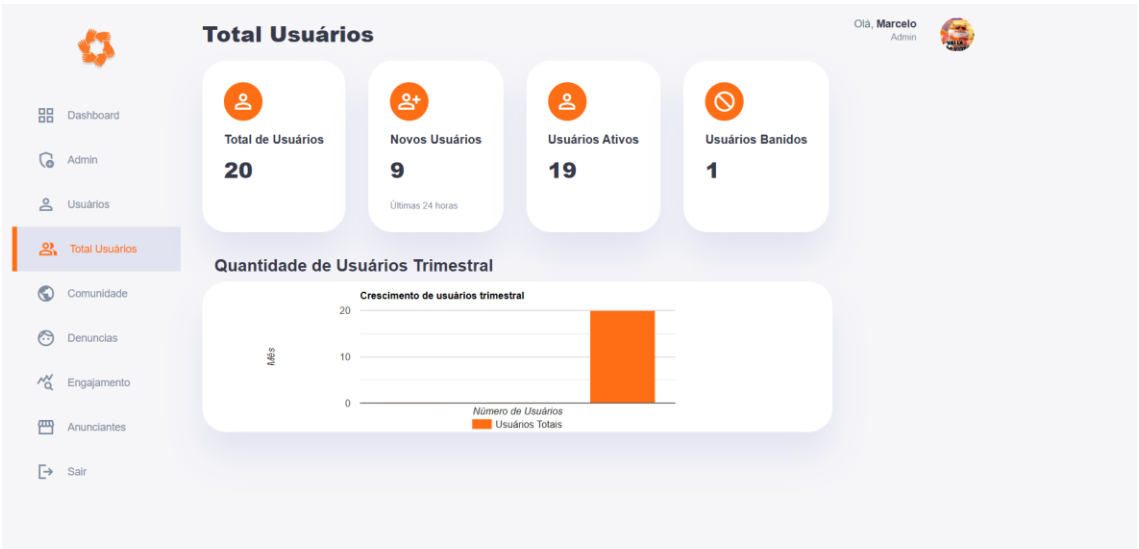 Total Usuários
Olá, Marcelo
Admin
Dashboard
Admin
Usuários
Total Usuários
Comunidade
Denuncias
Engajamento
Anunciantes
Sair
Total de Usuários
20
Novos Usuários
9
Últimas 24 horas
Usuários Ativos
19
Usuários Banidos
1
Quantidade de Usuários Trimestral
Crescimento de usuários trimestral
20
10
0
Mês
Número de Usuários
Usuários Totais